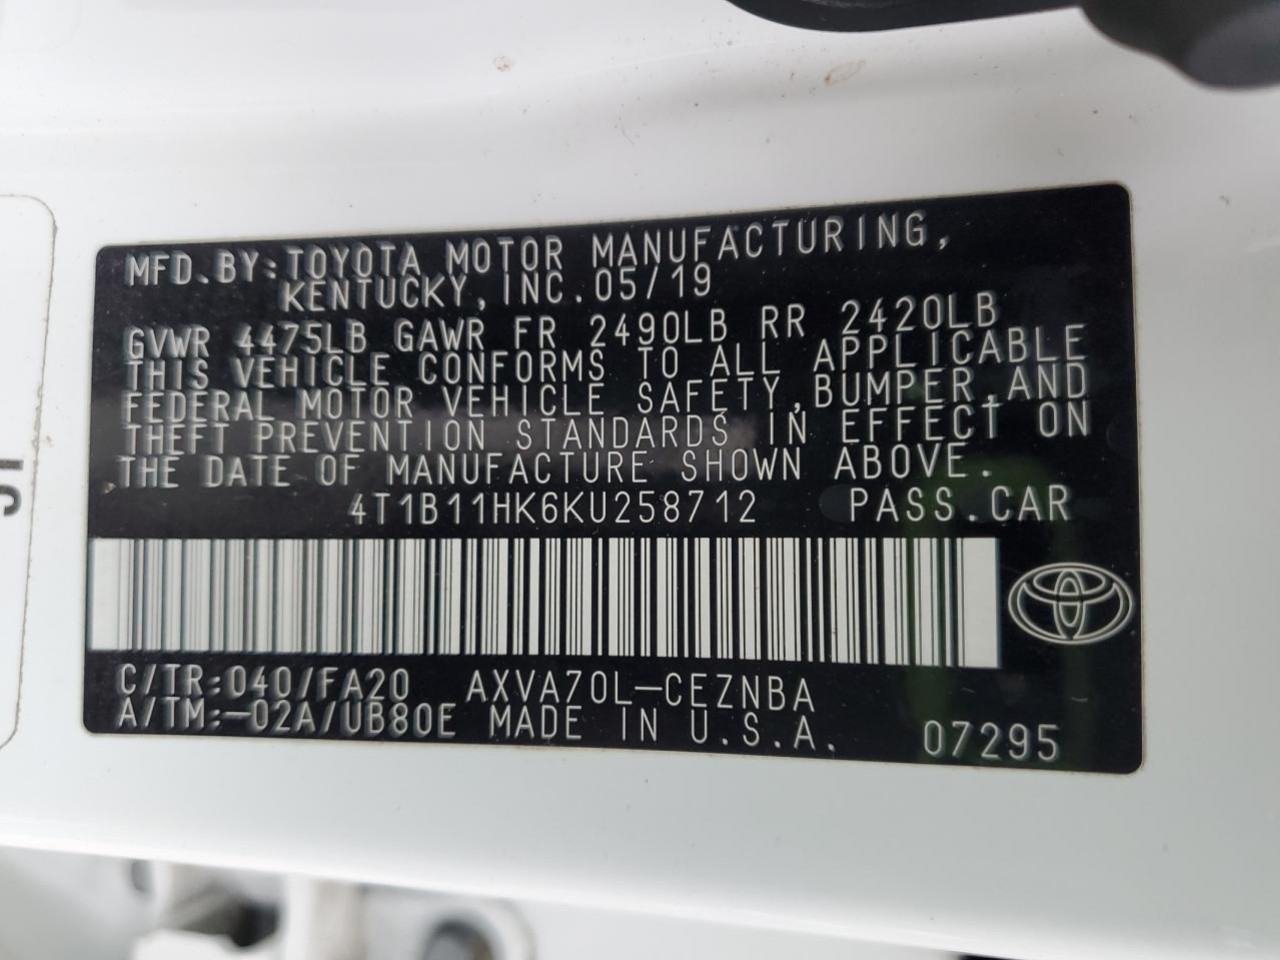 MFD.BY:TOYOTA MOTOR MANUFACTURING,
KENTUCKY, INC. 05/19
GVWR 4475LB GAWR FR 2490LB RR 2420LB
THIS VEHICLE CONFORMS TO ALL APPLICABLE
FEDERAL MOTOR VEHICLE SAFETY, BUMPER, AND
THEFT PREVENTION STANDARDS IN EFFECT ON
THE DATE OF MANUFACTURE SHOWN ABOVE.
4T1B11HK6KU258712 PASS.CAR
C/TR:040/FA20 AXVA70L-CEZNBA
A/TM:-02A/UB80E MADE IN U.S.A. 07295